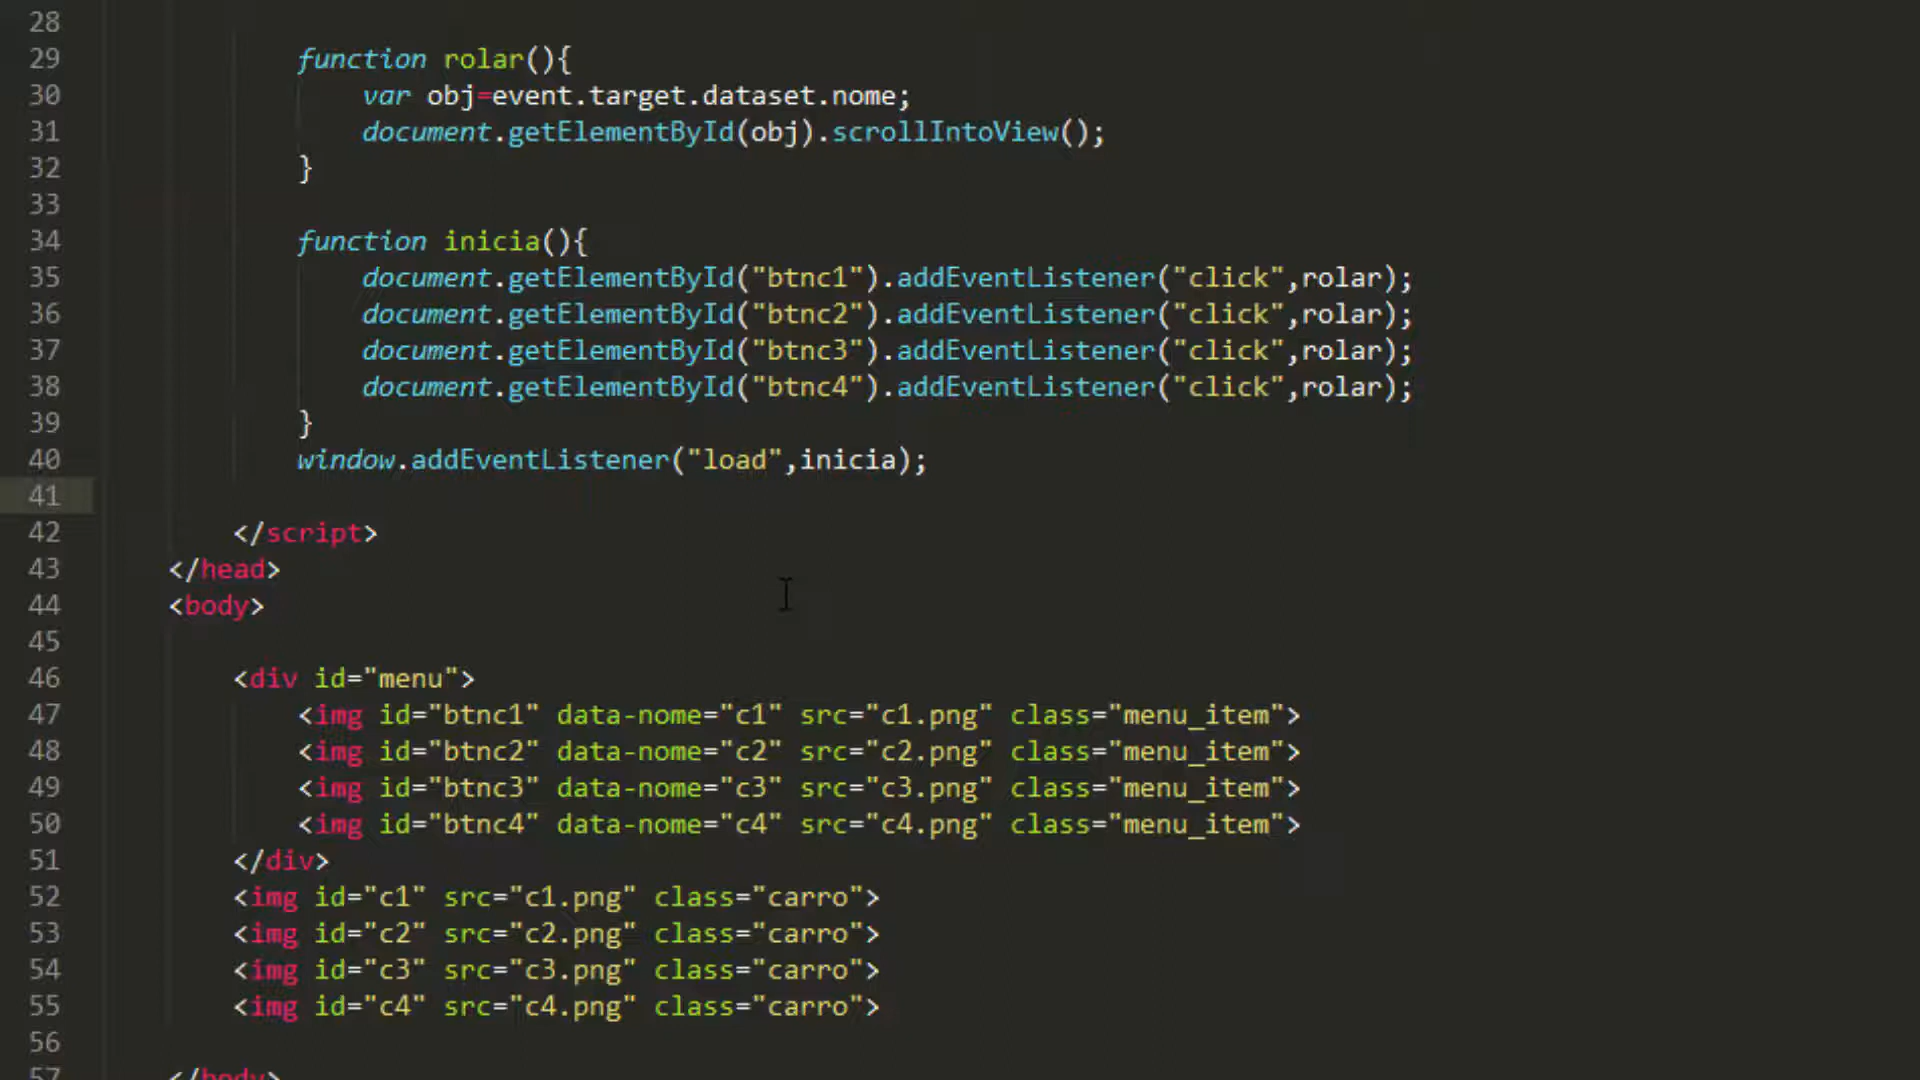 28
29 function rolar(){
30 var obj=event.target.dataset.nome;
31 document.getElementById(obj).scrollIntoView();
32 }
33
34 function inicia(){
35 document.getElementById("btnc1").addEventListener("click",rolar);
36 document.getElementById("btnc2").addEventListener("click",rolar);
37 document.getElementById("btnc3").addEventListener("click",rolar);
38 document.getElementById("btnc4").addEventListener("click",rolar);
39 }
40 window.addEventListener("load",inicia);
41
42 </script>
43 </head>
44 <body>
45
46 <div id="menu">
47 <img id="btnc1" data-nome="c1" src="c1.png" class="menu_item">
48 <img id="btnc2" data-nome="c2" src="c2.png" class="menu_item">
49 <img id="btnc3" data-nome="c3" src="c3.png" class="menu_item">
50 <img id="btnc4" data-nome="c4" src="c4.png" class="menu_item">
51 </div>
52 <img id="c1" src="c1.png" class="carro">
53 <img id="c2" src="c2.png" class="carro">
54 <img id="c3" src="c3.png" class="carro">
55 <img id="c4" src="c4.png" class="carro">
56
57 </body>